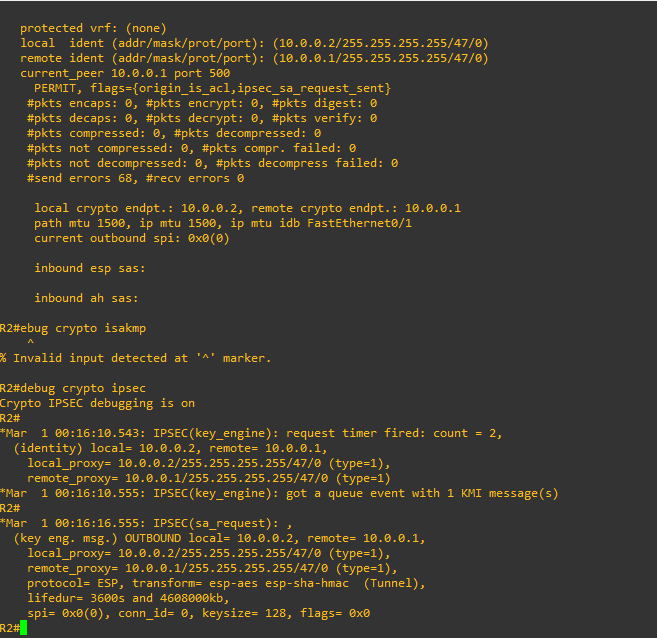 protected vrf: (none)
local  ident (addr/mask/prot/port): (10.0.0.2/255.255.255.255/47/0)
remote ident (addr/mask/prot/port): (10.0.0.1/255.255.255.255/47/0)
current_peer 10.0.0.1 port 500
PERMIT, flags={origin_is_acl,ipsec_sa_request_sent}
#pkts encaps: 0, #pkts encrypt: 0, #pkts digest: 0
#pkts decaps: 0, #pkts decrypt: 0, #pkts verify: 0
#pkts compressed: 0, #pkts decompressed: 0
#pkts not compressed: 0, #pkts compr. failed: 0
#pkts not decompressed: 0, #pkts decompress failed: 0
#send errors 68, #recv errors 0
local crypto endpt.: 10.0.0.2, remote crypto endpt.: 10.0.0.1
path mtu 1500, ip mtu 1500, ip mtu idb FastEthernet0/1
current outbound spi: 0x0(0)
inbound esp sas:
inbound ah sas:
R2#ebug crypto isakmp
^
% Invalid input detected at '^' marker.
R2#debug crypto ipsec
Crypto IPSEC debugging is on
R2#
*Mar  1 00:16:10.543: IPSEC(key_engine): request timer fired: count = 2,
(identity) local= 10.0.0.2, remote= 10.0.0.1,
local_proxy= 10.0.0.2/255.255.255.255/47/0 (type=1),
remote_proxy= 10.0.0.1/255.255.255.255/47/0 (type=1)
*Mar  1 00:16:10.555: IPSEC(key_engine): got a queue event with 1 KMI message(s)
R2#
*Mar  1 00:16:16.555: IPSEC(sa_request): ,
(key eng. msg.) OUTBOUND local= 10.0.0.2, remote= 10.0.0.1,
local_proxy= 10.0.0.2/255.255.255.255/47/0 (type=1),
remote_proxy= 10.0.0.1/255.255.255.255/47/0 (type=1),
protocol= ESP, transform= esp-aes esp-sha-hmac  (Tunnel),
lifedur= 3600s and 4608000kb,
spi= 0x0(0), conn_id= 0, keysize= 128, flags= 0x0
R2#